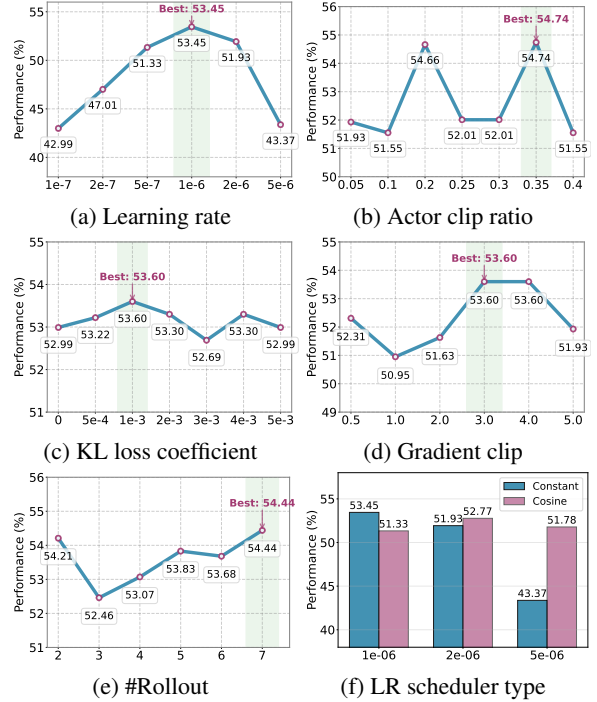 Performance (%)
55
50
45
40
Best: 53.45
42.99
47.01
51.33
53.45
51.93
43.37
1e-7
2e-7
5e-7
1e-6
2e-6
5e-6
(a) Learning rate
Performance (%)
56
55
54
53
52
51
50
Best: 54.74
51.93
51.55
54.66
52.01
52.01
54.74
51.55
0.05
0.1
0.2
0.25
0.3
0.35
0.4
(b) Actor clip ratio
Performance (%)
55
54
53
52
51
Best: 53.60
52.99
53.22
53.60
53.30
52.69
53.30
52.99
0
5e-4
1e-3
2e-3
3e-3
4e-3
5e-3
(c) KL loss coefficient
Performance (%)
55
54
53
52
51
50
49
Best: 53.60
52.31
50.95
51.63
53.60
53.60
51.93
0.5
1.0
2.0
3.0
4.0
5.0
(d) Gradient clip
Performance (%)
56
55
54
53
52
51
Best: 54.44
54.21
52.46
53.07
53.83
53.68
54.44
2
3
4
5
6
7
(e) #Rollout
Performance (%)
55
50
45
40
Constant
Cosine
53.45
51.33
51.93
52.77
43.37
51.78
1e-06
2e-06
5e-06
(f) LR scheduler type